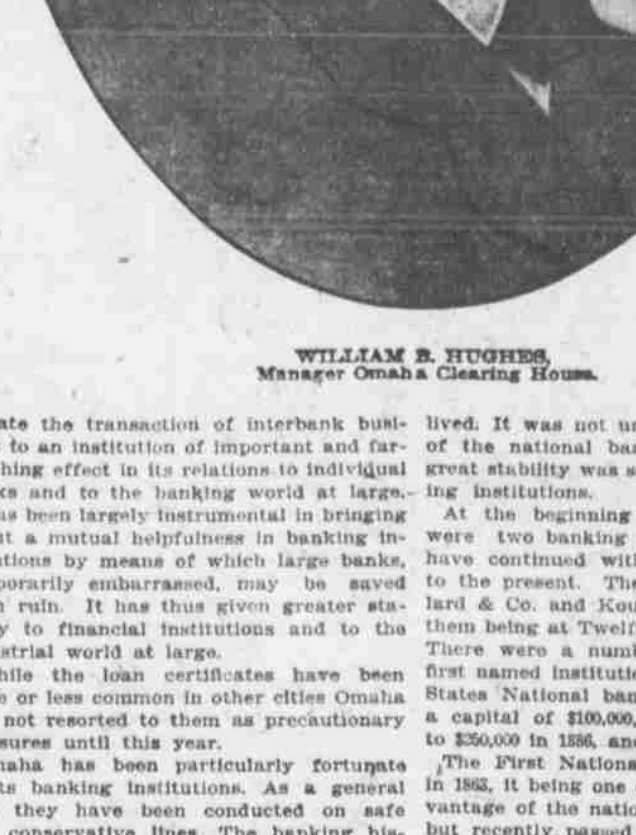 WILLIAM B. HUGHES,
Manager Omaha Clearing House.
ate the transaction of interbank busi-
to an institution of important and far-
hing effect in its relations to individual
ks and to the banking world at large.
as been largely instrumental in bringing
t a mutual helpfulness in banking in-
tions by means of which large banks,
porarily embarrassed, may be saved
ruin. It has thus given greater sta-
y to financial institutions and to the
strial world at large.
hile the loan certificates have been
e or less common in other cities Omaha
not resorted to them as precautionary
sures until this year.
maha has been particularly fortunate
ts banking institutions. As a general
they have been conducted on safe
conservative lines. The banking his-
lived. It was not un
of the national ban
great stability was s
ing institutions.
At the beginning
were two banking
have continued with
to the present. The
lard & Co. and Kou
them being at Twelf
There were a numb
first named institutio
States National ban
a capital of $100,000,
to $250,000 in 1886, an
The First Nationa
in 1863, it being one
vantage of the natio
but recently passed